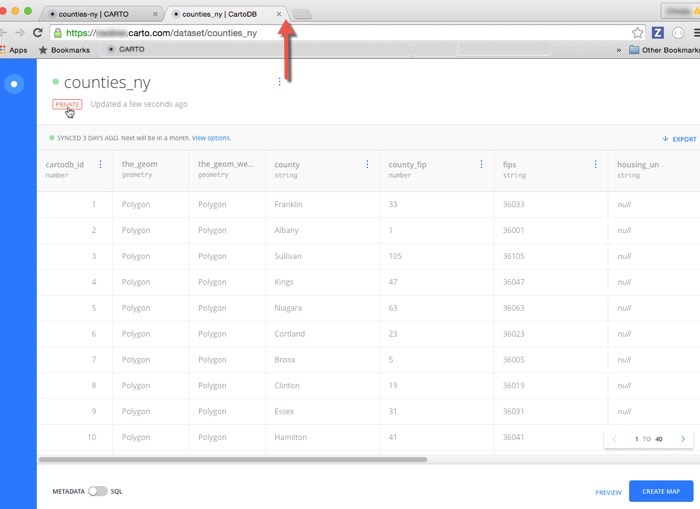 counties-ny | CARTO
counties_ny | CartoDB
https:// .carto.com/dataset/counties_ny
Apps Bookmarks CARTO » Other Bookmarks
counties_ny
PRIVATE Updated a few seconds ago
SYNCED 3 DAYS AGO. Next will be in a month. View options. EXPORT
cartodb_id the_geom the_geom_we... county county_fip fips housing_un
number geometry geometry string number string string
1 Polygon Polygon Franklin 33 36033 null
2 Polygon Polygon Albany 1 36001 null
3 Polygon Polygon Sullivan 105 36105 null
4 Polygon Polygon Kings 47 36047 null
5 Polygon Polygon Niagara 63 36063 null
6 Polygon Polygon Cortland 23 36023 null
7 Polygon Polygon Bronx 5 36005 null
8 Polygon Polygon Clinton 19 36019 null
9 Polygon Polygon Essex 31 36031 null
10 Polygon Polygon Hamilton 41 36041
1 TO 40
METADATA SQL PREVIEW CREATE MAP